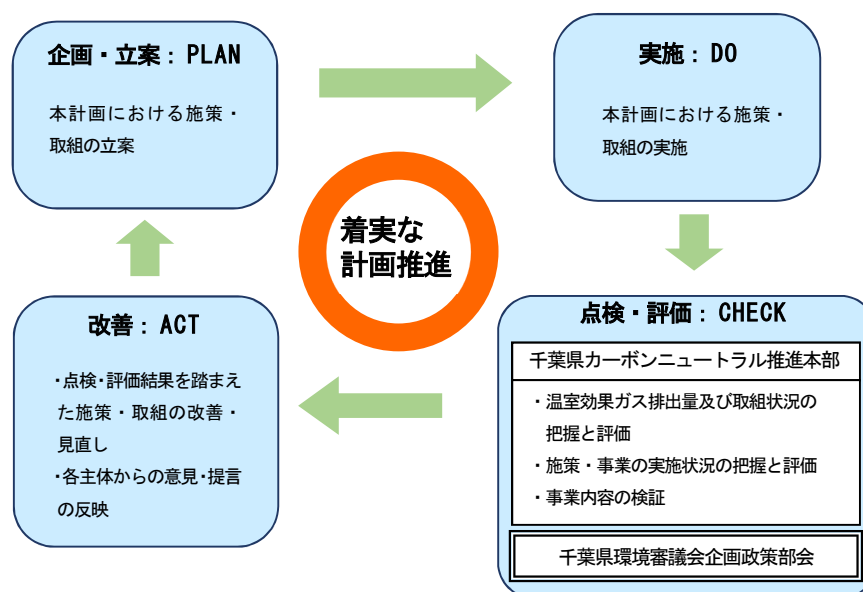 企画・立案：PLAN
本計画における施策・
取組の立案
実施：DO
本計画における施策・
取組の実施
着実な
計画推進
点検・評価：CHECK
千葉県カーボンニュートラル推進本部
・温室効果ガス排出量及び取組状況の
把握と評価
・施策・事業の実施状況の把握と評価
・事業内容の検証
千葉県環境審議会企画政策部会
改善：ACT
・点検・評価結果を踏まえ
た施策・取組の改善・
見直し
・各主体からの意見・提言
の反映